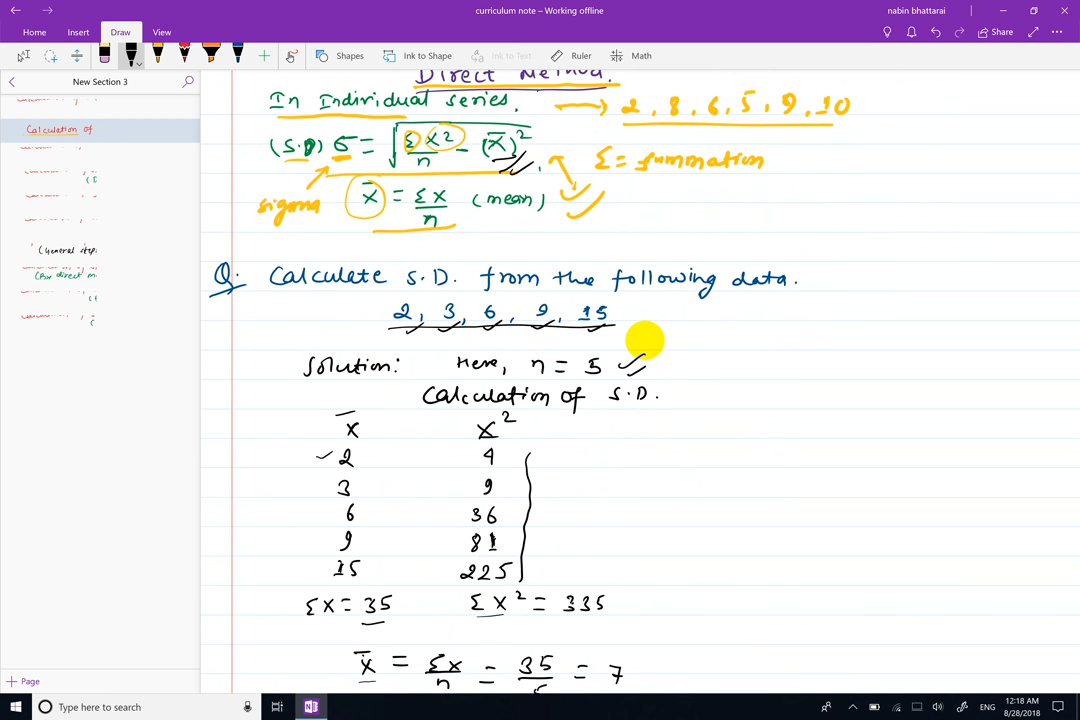 curriculum note – Working offline
nabin bhattarai
Home Insert Draw View
Share
Shapes Ink to Shape Ink to Text Ruler Math
New Section 3
Calculation of
(General step
(For direct m
+ Page
Direct Method.
In Individual series. → 2, 8, 6, 5, 9, 10
(S.D) σ = √ Σx²/n − (x̄)²
Σ = summation
sigma
x̄ = Σx/n (mean)
Q. Calculate S.D. from the following data.
2, 3, 6, 9, 15
Solution: Here, n = 5
Calculation of S.D.
x x²
2 4
3 9
6 36
9 81
15 225
Σx = 35 Σx² = 335
x̄ = Σx/n = 35/5 = 7
Type here to search
ENG
12:18 AM
8/28/2018